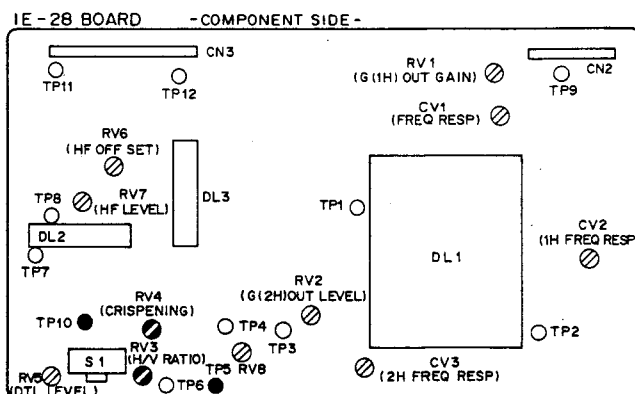 IE-28 BOARD -COMPONENT SIDE-
CN3
TP11
TP12
RV1
(G(1H) OUT GAIN)
CN2
TP9
CV1
(FREQ RESP)
RV6
(HF OFF SET)
DL3
TP8
RV7
(HF LEVEL)
DL2
TP7
TP1
DL1
CV2
(1H FREQ RESP)
RV2
(G(2H)OUT LEVEL)
RV4
(CRISPENING)
TP10
TP4
TP3
TP2
S1
RV3
(H/V RATIO)
RV8
RV5
(DTL LEVEL)
TP6
TP5
CV3
(2H FREQ RESP)